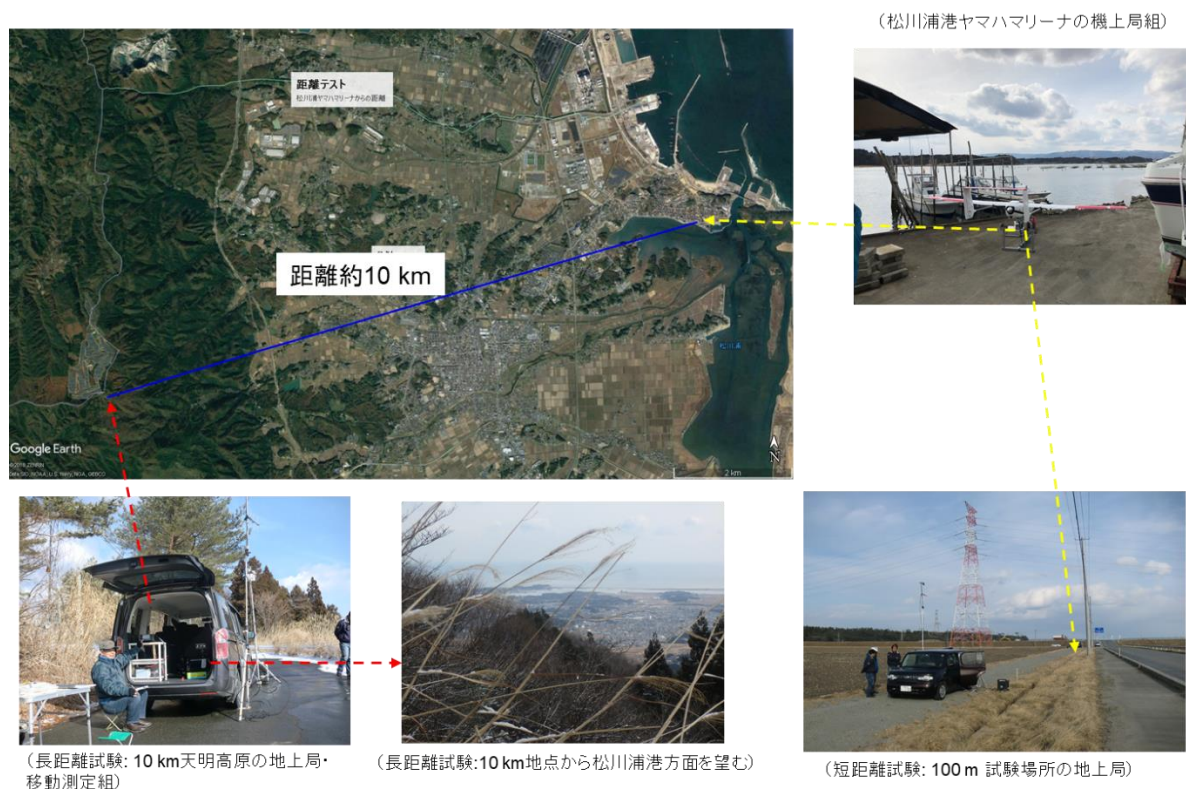 (松川浦港ヤマハマリーナの機上局組)
距離テスト
松川浦港ヤマハマリーナからの距離
距離約10 km
松川浦
Google Earth
N
2 km
(長距離試験: 10 km天明高原の地上局・
移動測定組)
(長距離試験:10 km地点から松川浦港方面を望む)
(短距離試験: 100 m 試験場所の地上局)